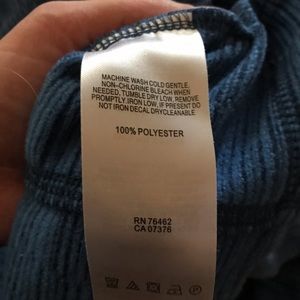 MACHINE WASH COLD GENTLE.
NON-CHLORINE BLEACH WHEN
NEEDED, TUMBLE DRY LOW, REMOVE
PROMPTLY. IRON LOW, IF PRESENT DO
NOT IRON DECAL. DRYCLEANABLE.
100% POLYESTER
RN 76462
CA 07376